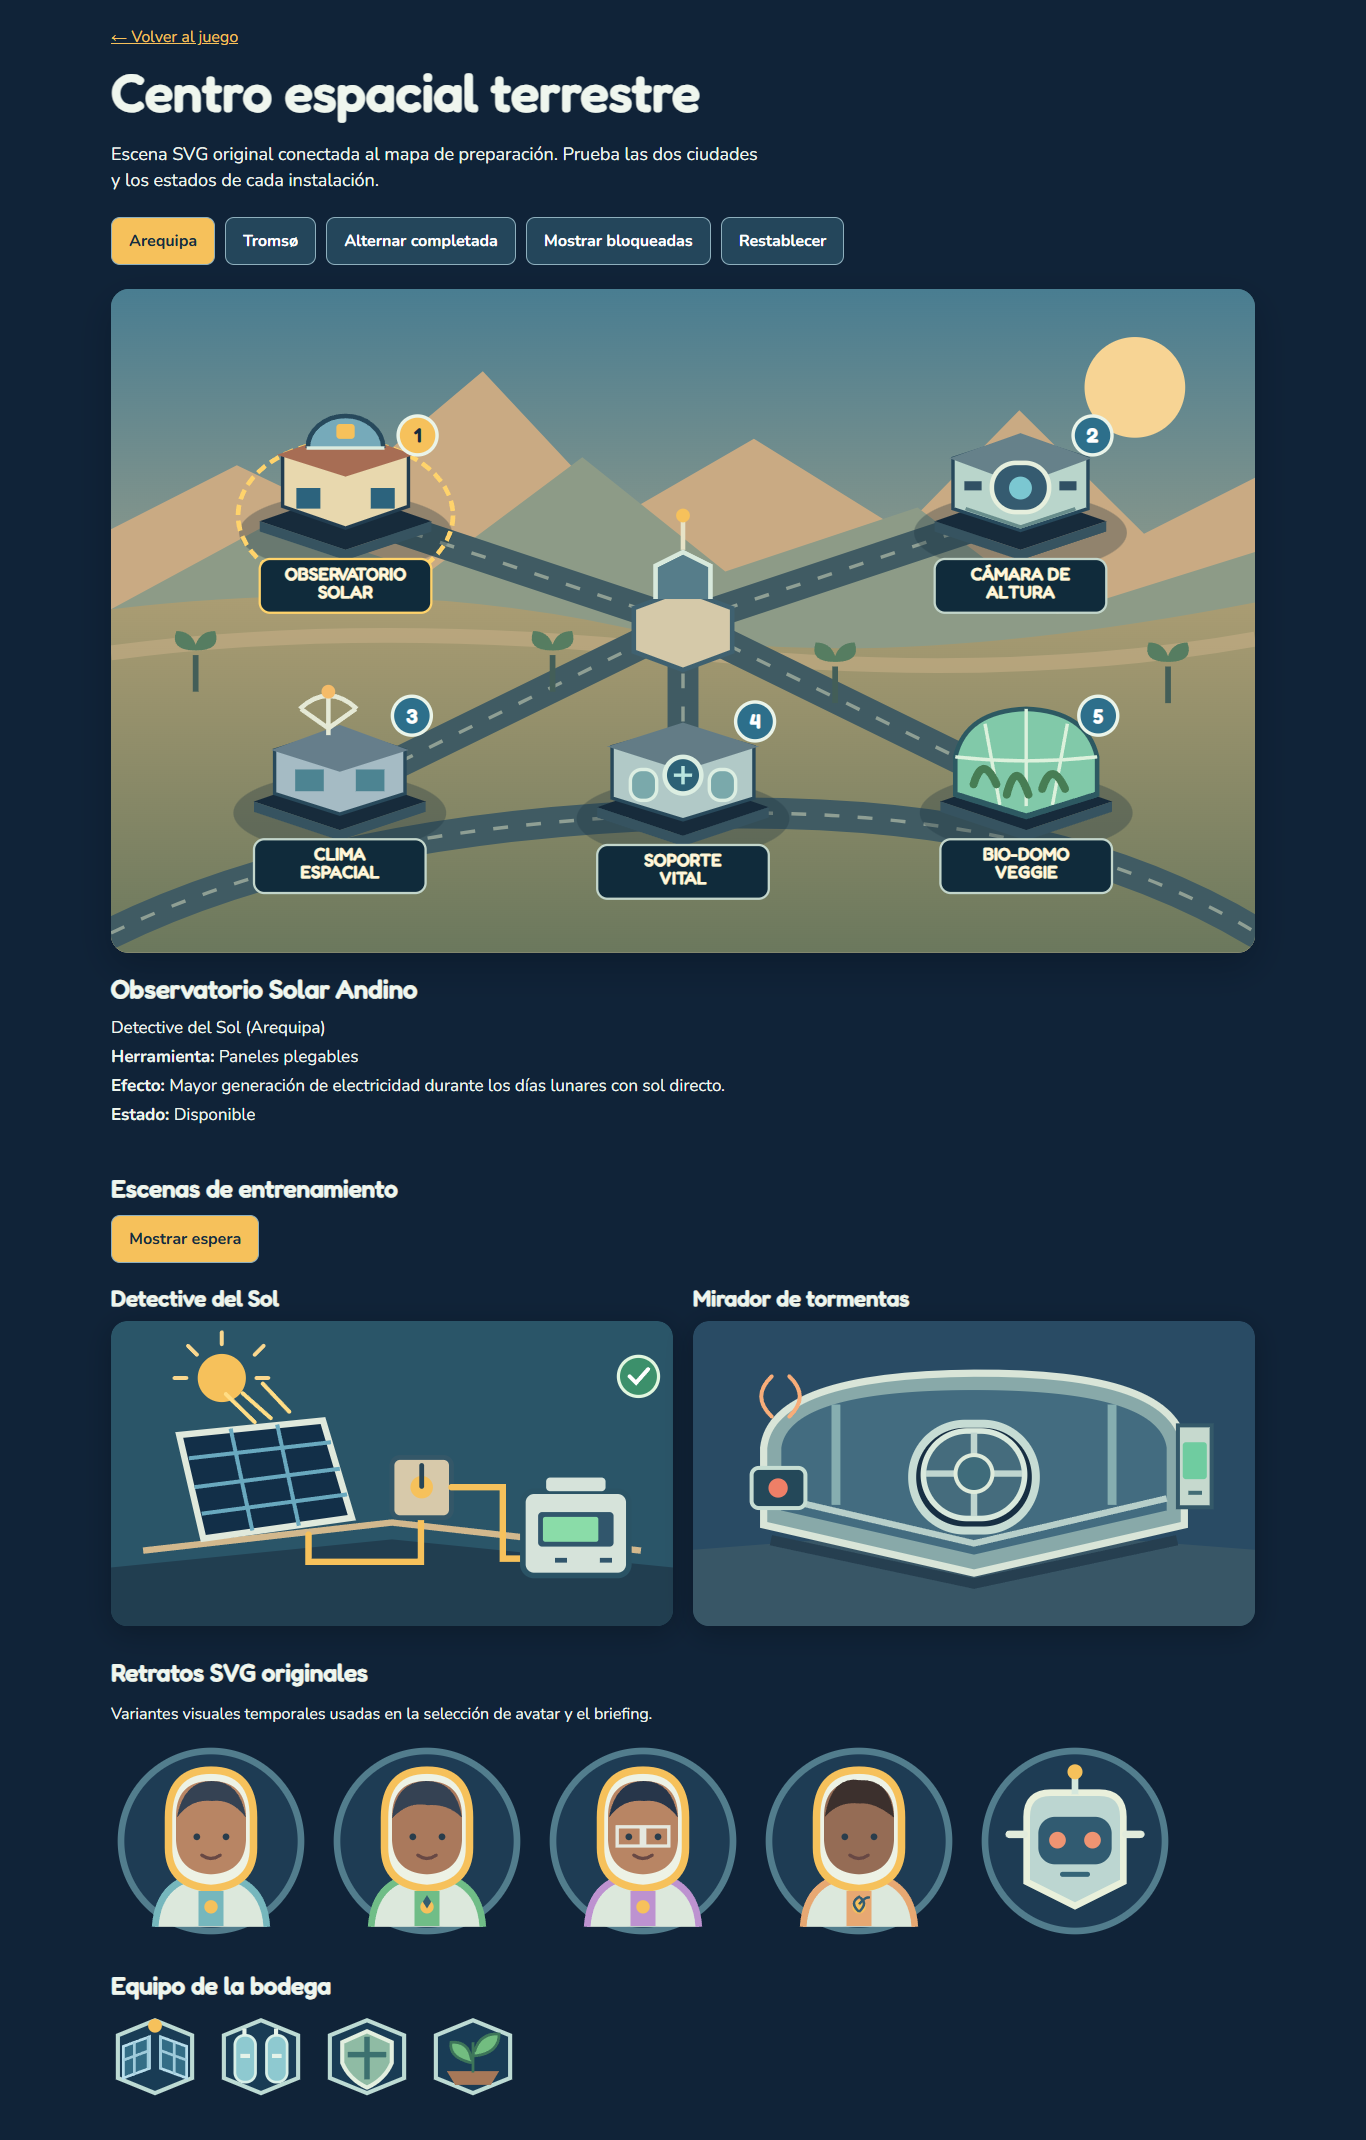 ← Volver al juego
Centro espacial terrestre
Escena SVG original conectada al mapa de preparación. Prueba las dos ciudades
y los estados de cada instalación.
Arequipa
Tromsø
Alternar completada
Mostrar bloqueadas
Restablecer
1
OBSERVATORIO
SOLAR
2
CÁMARA DE
ALTURA
3
CLIMA
ESPACIAL
4
SOPORTE
VITAL
5
BIO-DOMO
VEGGIE
Observatorio Solar Andino
Detective del Sol (Arequipa)
Herramienta: Paneles plegables
Efecto: Mayor generación de electricidad durante los días lunares con sol directo.
Estado: Disponible
Escenas de entrenamiento
Mostrar espera
Detective del Sol
Mirador de tormentas
Retratos SVG originales
Variantes visuales temporales usadas en la selección de avatar y el briefing.
Equipo de la bodega